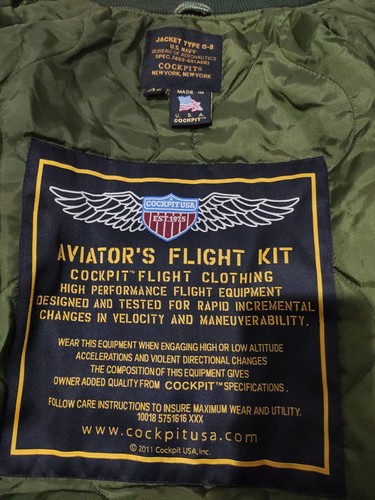 JACKET TYPE G-8
U.S. NAVY
BUREAU OF AERONAUTICS
COCKPIT®
NEW YORK, NEW YORK
MADE IN
U. S. A.
COCKPIT™
COCKPITUSA
EST. 1975
AVIATOR'S FLIGHT KIT
COCKPIT™ FLIGHT CLOTHING
HIGH PERFORMANCE FLIGHT EQUIPMENT
DESIGNED AND TESTED FOR RAPID INCREMENTAL
CHANGES IN VELOCITY AND MANEUVERABILITY.
WEAR THIS EQUIPMENT WHEN ENGAGING HIGH OR LOW ALTITUDE
ACCELERATIONS AND VIOLENT DIRECTIONAL CHANGES
THE COMPOSITION OF THIS EQUIPMENT GIVES
OWNER ADDED QUALITY FROM COCKPIT™ SPECIFICATIONS.
FOLLOW CARE INSTRUCTIONS TO INSURE MAXIMUM WEAR AND UTILITY.
10018 5751616 XXX
www.cockpitusa.com
© 2011 Cockpit USA, Inc.